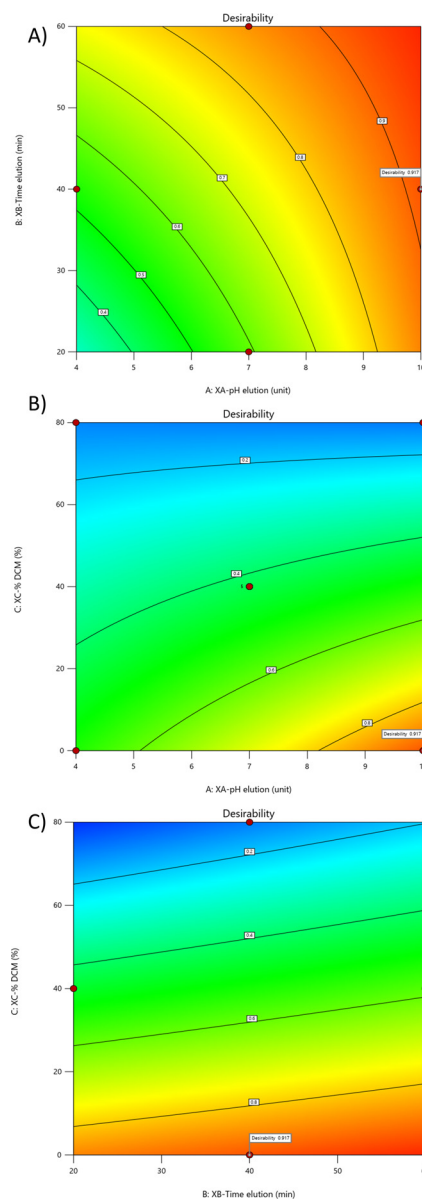 A)
Desirability
60
50
40
30
20
B: XB-Time elution (min)
0.9
0.8
0.7
0.6
0.5
0.4
Desirability 0.917
4 5 6 7 8 9 10
A: XA-pH elution (unit)
B)
Desirability
80
60
40
20
0
C: XC-% DCM (%)
0.2
0.4
0.6
0.8
Desirability 0.917
4 5 6 7 8 9 1
A: XA-pH elution (unit)
C)
Desirability
80
60
40
20
0
C: XC-% DCM (%)
0.2
0.4
0.6
0.8
Desirability 0.917
20 30 40 50 6
B: XB-Time elution (min)